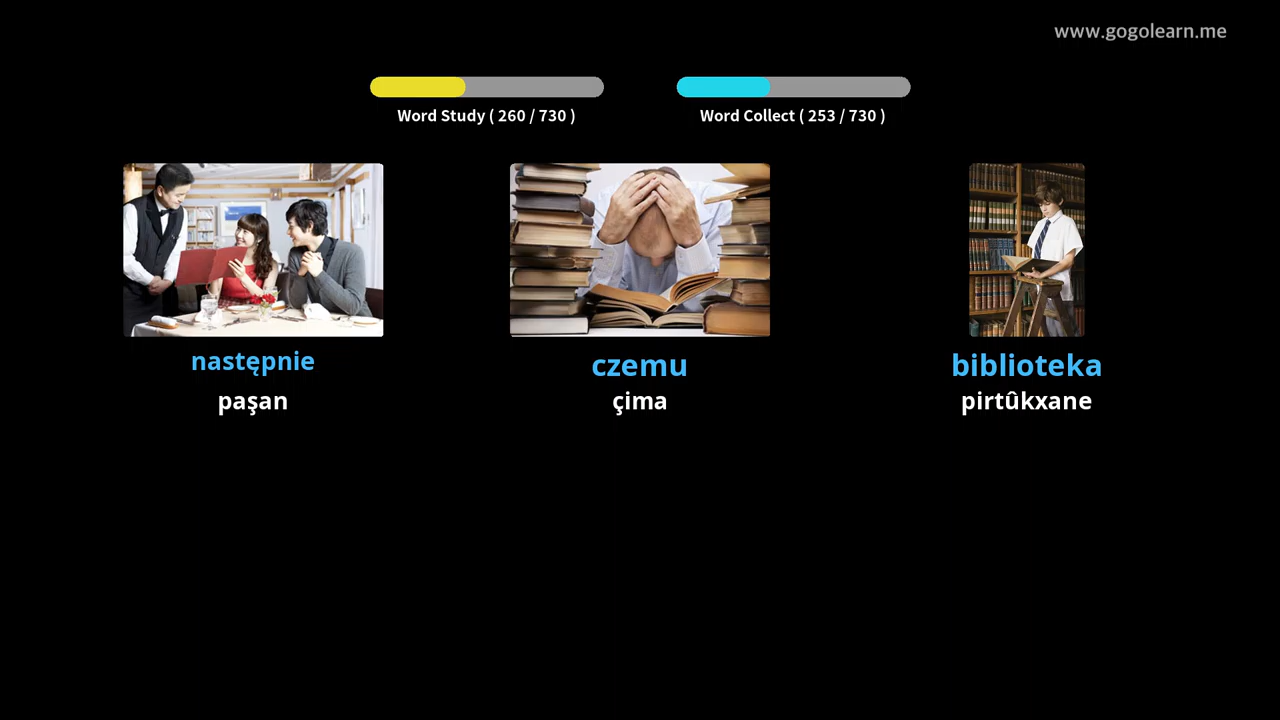 www.gogolearn.me
Word Study ( 260 / 730 )
Word Collect ( 253 / 730 )
następnie
czemu
biblioteka
paşan
çima
pirtûkxane